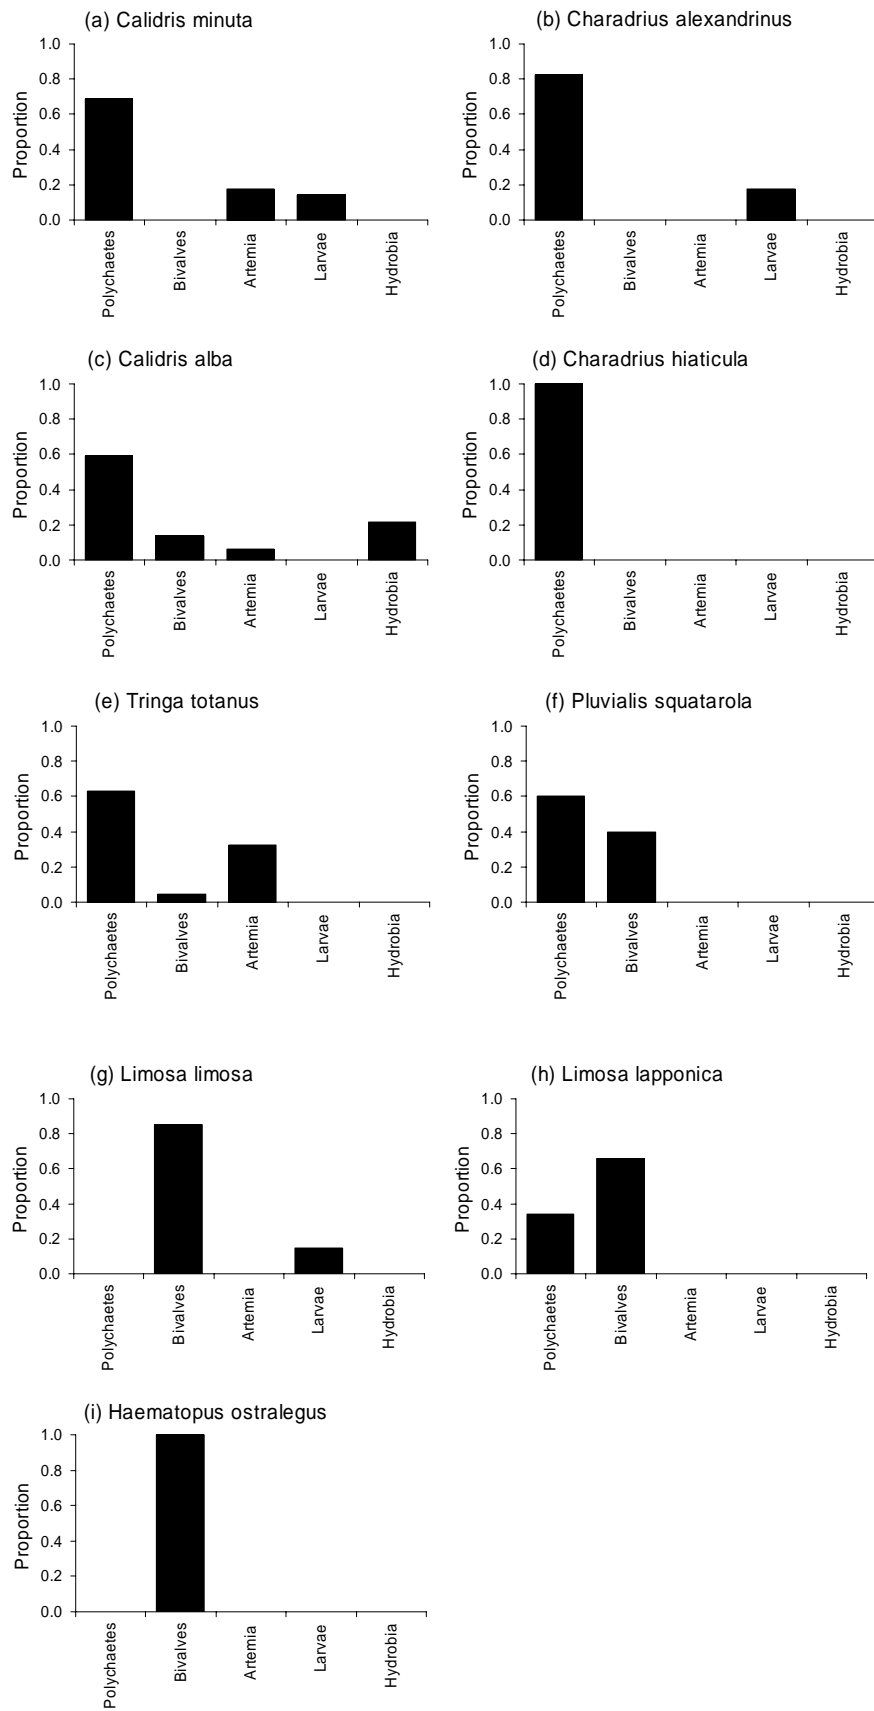 (a) Calidris minuta
1.0
0.8
0.6
0.4
0.2
0.0
Proportion
Polychaetes
Bivalves
Artemia
Larvae
Hydrobia
(b) Charadrius alexandrinus
1.0
0.8
0.6
0.4
0.2
0.0
Proportion
Polychaetes
Bivalves
Artemia
Larvae
Hydrobia
(c) Calidris alba
1.0
0.8
0.6
0.4
0.2
0.0
Proportion
Polychaetes
Bivalves
Artemia
Larvae
Hydrobia
(d) Charadrius hiaticula
1.0
0.8
0.6
0.4
0.2
0.0
Proportion
Polychaetes
Bivalves
Artemia
Larvae
Hydrobia
(e) Tringa totanus
1.0
0.8
0.6
0.4
0.2
0.0
Proportion
Polychaetes
Bivalves
Artemia
Larvae
Hydrobia
(f) Pluvialis squatarola
1.0
0.8
0.6
0.4
0.2
0.0
Proportion
Polychaetes
Bivalves
Artemia
Larvae
Hydrobia
(g) Limosa limosa
1.0
0.8
0.6
0.4
0.2
0.0
Proportion
Polychaetes
Bivalves
Artemia
Larvae
Hydrobia
(h) Limosa lapponica
1.0
0.8
0.6
0.4
0.2
0.0
Proportion
Polychaetes
Bivalves
Artemia
Larvae
Hydrobia
(i) Haematopus ostralegus
1.0
0.8
0.6
0.4
0.2
0.0
Proportion
Polychaetes
Bivalves
Artemia
Larvae
Hydrobia